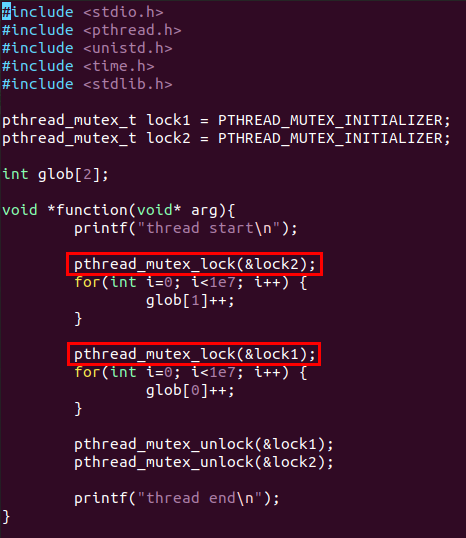 #include <stdio.h>
#include <pthread.h>
#include <unistd.h>
#include <time.h>
#include <stdlib.h>

pthread_mutex_t lock1 = PTHREAD_MUTEX_INITIALIZER;
pthread_mutex_t lock2 = PTHREAD_MUTEX_INITIALIZER;

int glob[2];

void *function(void* arg){
        printf("thread start\n");

        pthread_mutex_lock(&lock2);
        for(int i=0; i<1e7; i++) {
                glob[1]++;
        }

        pthread_mutex_lock(&lock1);
        for(int i=0; i<1e7; i++) {
                glob[0]++;
        }

        pthread_mutex_unlock(&lock1);
        pthread_mutex_unlock(&lock2);

        printf("thread end\n");
}